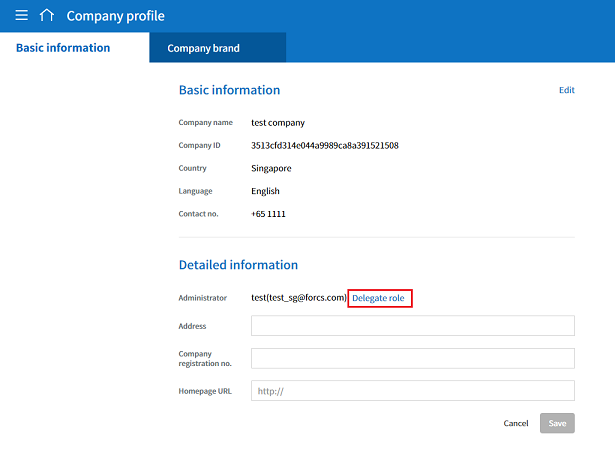 Company profile
Basic information
Company brand
Basic information
Edit
Company name test company
Company ID 3513cfd314e044a9989ca8a391521508
Country Singapore
Language English
Contact no. +65 1111
Detailed information
Administrator test(test_sg@forcs.com) Delegate role
Address
Company
registration no.
Homepage URL http://
Cancel Save